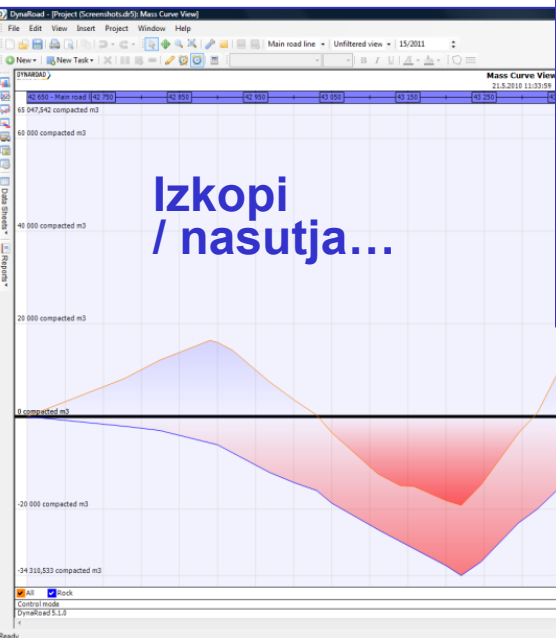 DynaRoad - [Project (Screenshots.dr5): Mass Curve View]
File Edit View Insert Project Window Help
Main road line Unfiltered view 15/2011
New New Task B I U A A
DYNAROAD
Mass Curve View
21.5.2010 11:33:59
42 650 - Main road 42 750 42 850 42 950 43 050 43 150 43 250
65 047,542 compacted m3
60 000 compacted m3
Izkopi
/ nasutja...
40 000 compacted m3
20 000 compacted m3
0 compacted m3
-20 000 compacted m3
-34 310,533 compacted m3
Data Sheets
Reports
All Rock
Control mode
DynaRoad 5.1.0
Ready